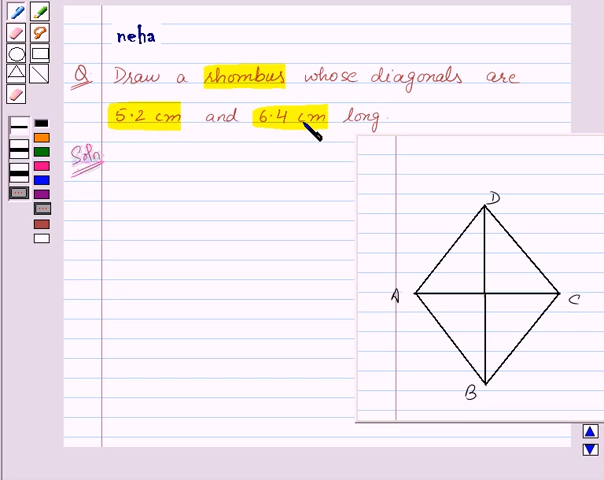 neha
Q. Draw a rhombus whose diagonals are
5.2 cm and 6.4 cm long.
Soln.
D
A
C
B